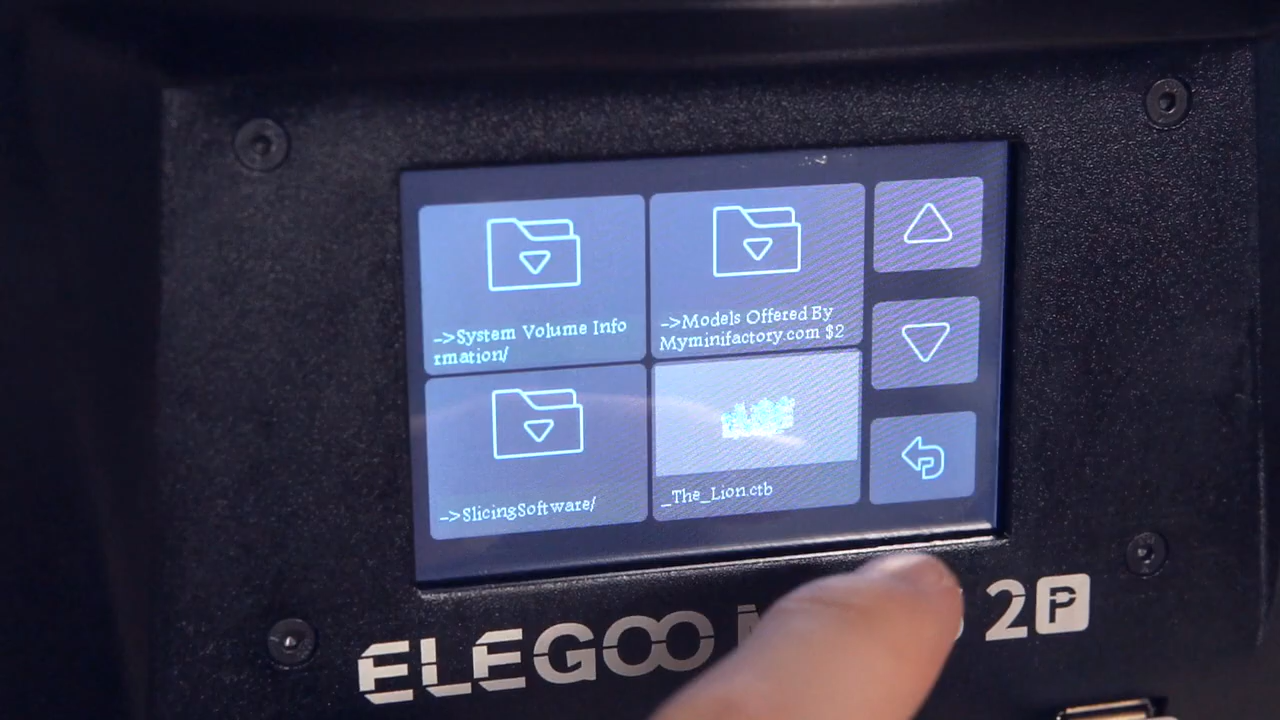 ->System Volume Info
rmation/
->Models Offered By
Myminifactory.com $2
->SlicingSoftware/
_The_Lion.ctb
ELEGOO 2P